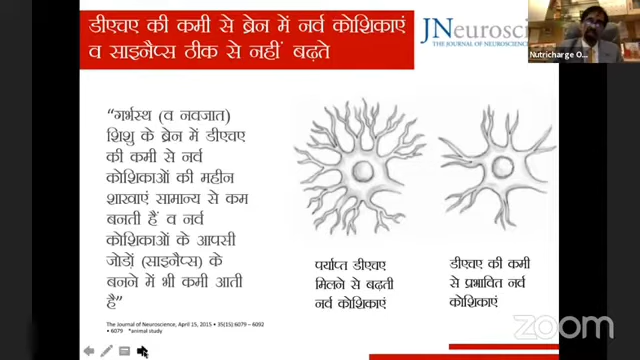 डीएचए की कमी से ब्रेन में नर्व कोशिकाएं
व साइनैप्स ठीक से नहीं बढ़ते
JNeurosci
THE JOURNAL OF NEUROSCIENCE
Nutricharge O...
“गर्भस्थ (व नवजात)
शिशु के ब्रेन में डीएचए
की कमी से नर्व
कोशिकाओं की महीन
शाखाएं सामान्य से कम
बनती हैं व नर्व
कोशिकाओं के आपसी
जोड़ों (साइनैप्स) के
बनने में भी कमी आती
है”
पर्याप्त डीएचए
मिलने से बढ़ती
नर्व कोशिकाएं
डीएचए की कमी
से प्रभावित नर्व
कोशिकाएं
The Journal of Neuroscience, April 15, 2015 • 35(15) 6079 – 6092
• 6079 *animal study
zoom